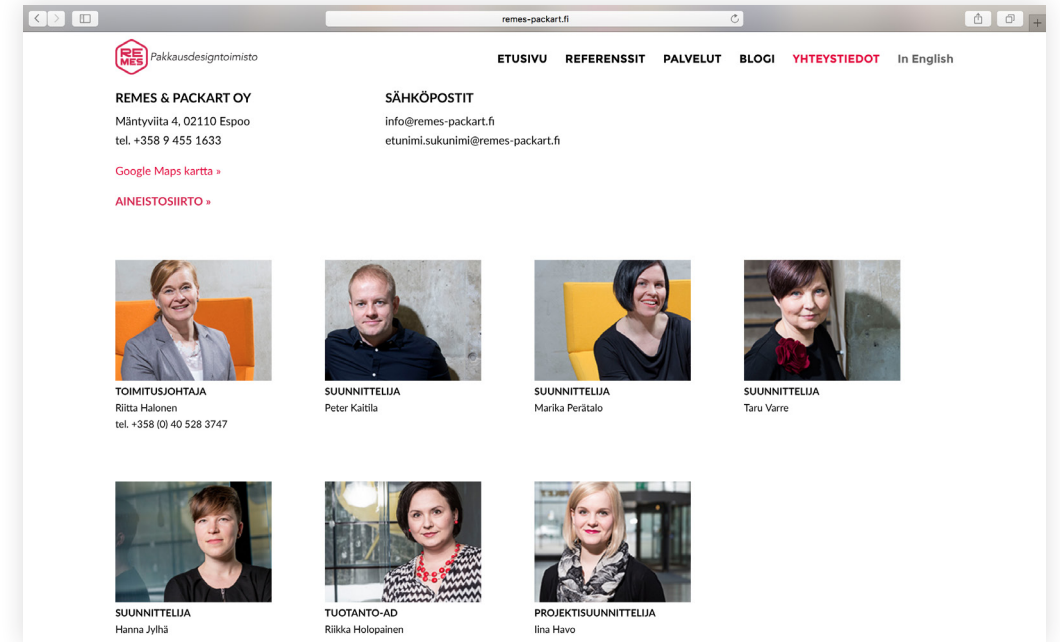 remes-packart.fi
RE
MES
Pakkausdesigntoimisto
ETUSIVU REFERENSSIT PALVELUT BLOGI YHTEYSTIEDOT In English
REMES & PACKART OY
Mäntyviita 4, 02110 Espoo
tel. +358 9 455 1633
Google Maps kartta »
AINEISTOSIIRTO »
SÄHKÖPOSTIT
info@remes-packart.fi
etunimi.sukunimi@remes-packart.fi
TOIMITUSJOHTAJA
Riitta Halonen
tel. +358 (0) 40 528 3747
SUUNNITTELIJA
Peter Kaitila
SUUNNITTELIJA
Marika Perätalo
SUUNNITTELIJA
Taru Varre
SUUNNITTELIJA
Hanna Jylhä
TUOTANTO-AD
Riikka Holopainen
PROJEKTISUUNNITTELIJA
Iina Havo